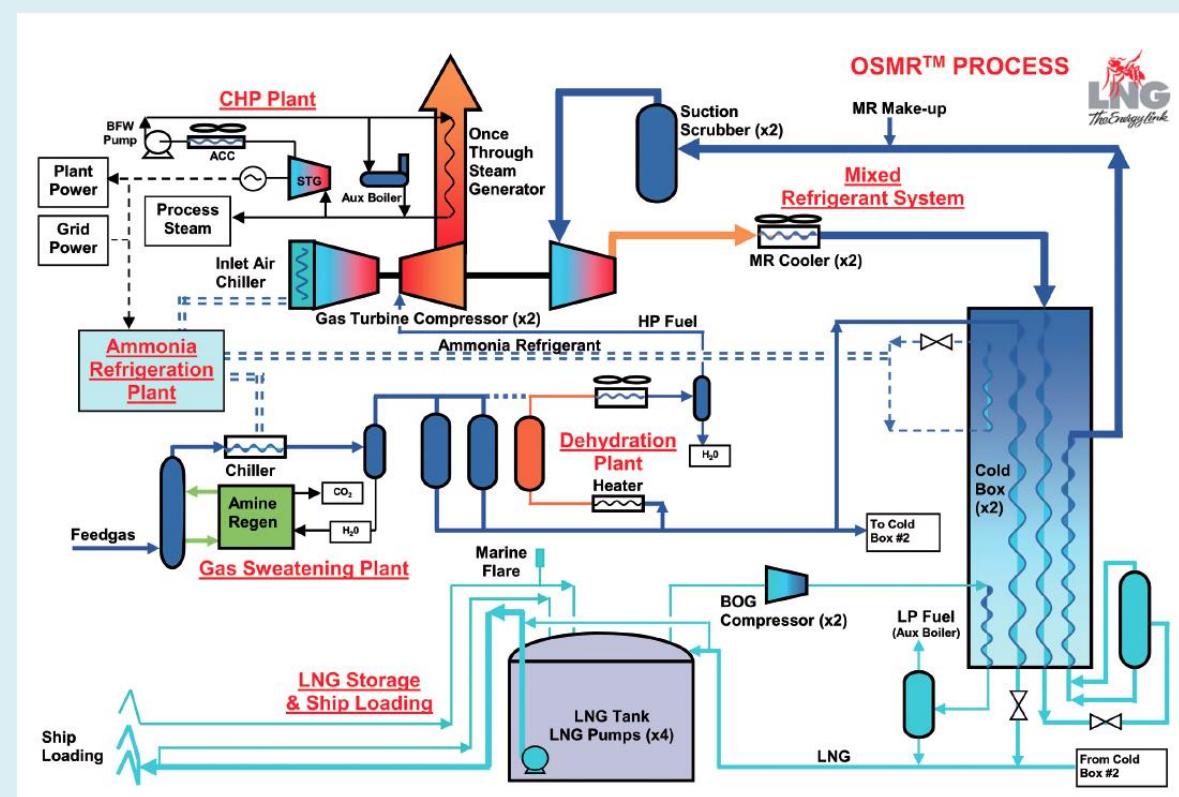 OSMR™ PROCESS
LNG
TheEnergyLink
CHP Plant
BFW
Pump
ACC
STG
Aux Boiler
Once
Through
Steam
Generator
Plant
Power
Process
Steam
Grid
Power
Suction
Scrubber (x2)
MR Make-up
Mixed
Refrigerant System
MR Cooler (x2)
Inlet Air
Chiller
Gas Turbine Compressor (x2)
HP Fuel
Ammonia Refrigerant
Ammonia
Refrigeration
Plant
Chiller
Dehydration
Plant
Heater
H₂0
Amine
Regen
CO₂
H₂0
Feedgas
Gas Sweatening Plant
To Cold
Box #2
Cold
Box
(x2)
Marine
Flare
BOG
Compressor (x2)
LP Fuel
(Aux Boiler)
LNG Storage
& Ship Loading
LNG Tank
LNG Pumps (x4)
Ship
Loading
LNG
From Cold
Box #2